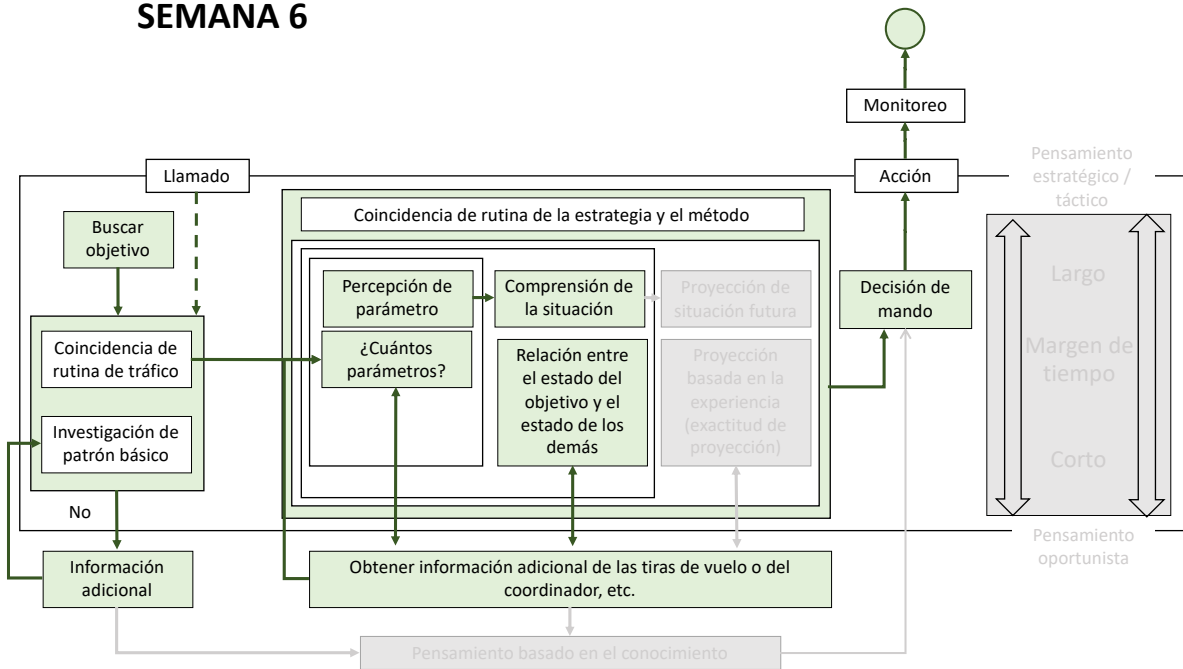 SEMANA 6
Monitoreo
Llamado
Acción
Pensamiento
estratégico /
táctico
Coincidencia de rutina de la estrategia y el método
Buscar
objetivo
Percepción de
parámetro
Comprensión de
la situación
Proyección de
situación futura
Decisión de
mando
Largo
Coincidencia de
rutina de tráfico
¿Cuántos
parámetros?
Relación entre
el estado del
objetivo y el
estado de los
demás
Proyección
basada en la
experiencia
(exactitud de
proyección)
Margen de
tiempo
Investigación de
patrón básico
Corto
No
Pensamiento
oportunista
Información
adicional
Obtener información adicional de las tiras de vuelo o del
coordinador, etc.
Pensamiento basado en el conocimiento